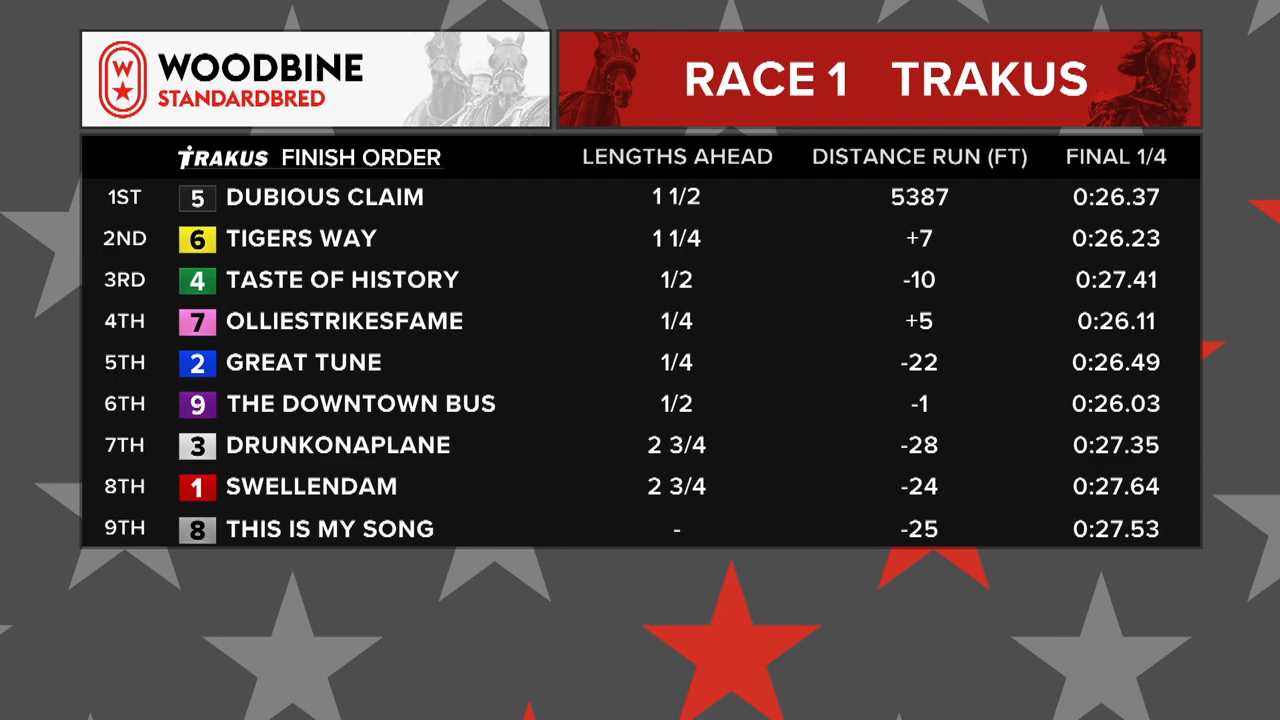 W
WOODBINE
STANDARDBRED
RACE 1 TRAKUS
TRAKUS FINISH ORDER LENGTHS AHEAD DISTANCE RUN (FT) FINAL 1/4
1ST 5 DUBIOUS CLAIM 1 1/2 5387 0:26.37
2ND 6 TIGERS WAY 1 1/4 +7 0:26.23
3RD 4 TASTE OF HISTORY 1/2 -10 0:27.41
4TH 7 OLLIESTRIKESFAME 1/4 +5 0:26.11
5TH 2 GREAT TUNE 1/4 -22 0:26.49
6TH 9 THE DOWNTOWN BUS 1/2 -1 0:26.03
7TH 3 DRUNKONAPLANE 2 3/4 -28 0:27.35
8TH 1 SWELLENDAM 2 3/4 -24 0:27.64
9TH 8 THIS IS MY SONG - -25 0:27.53